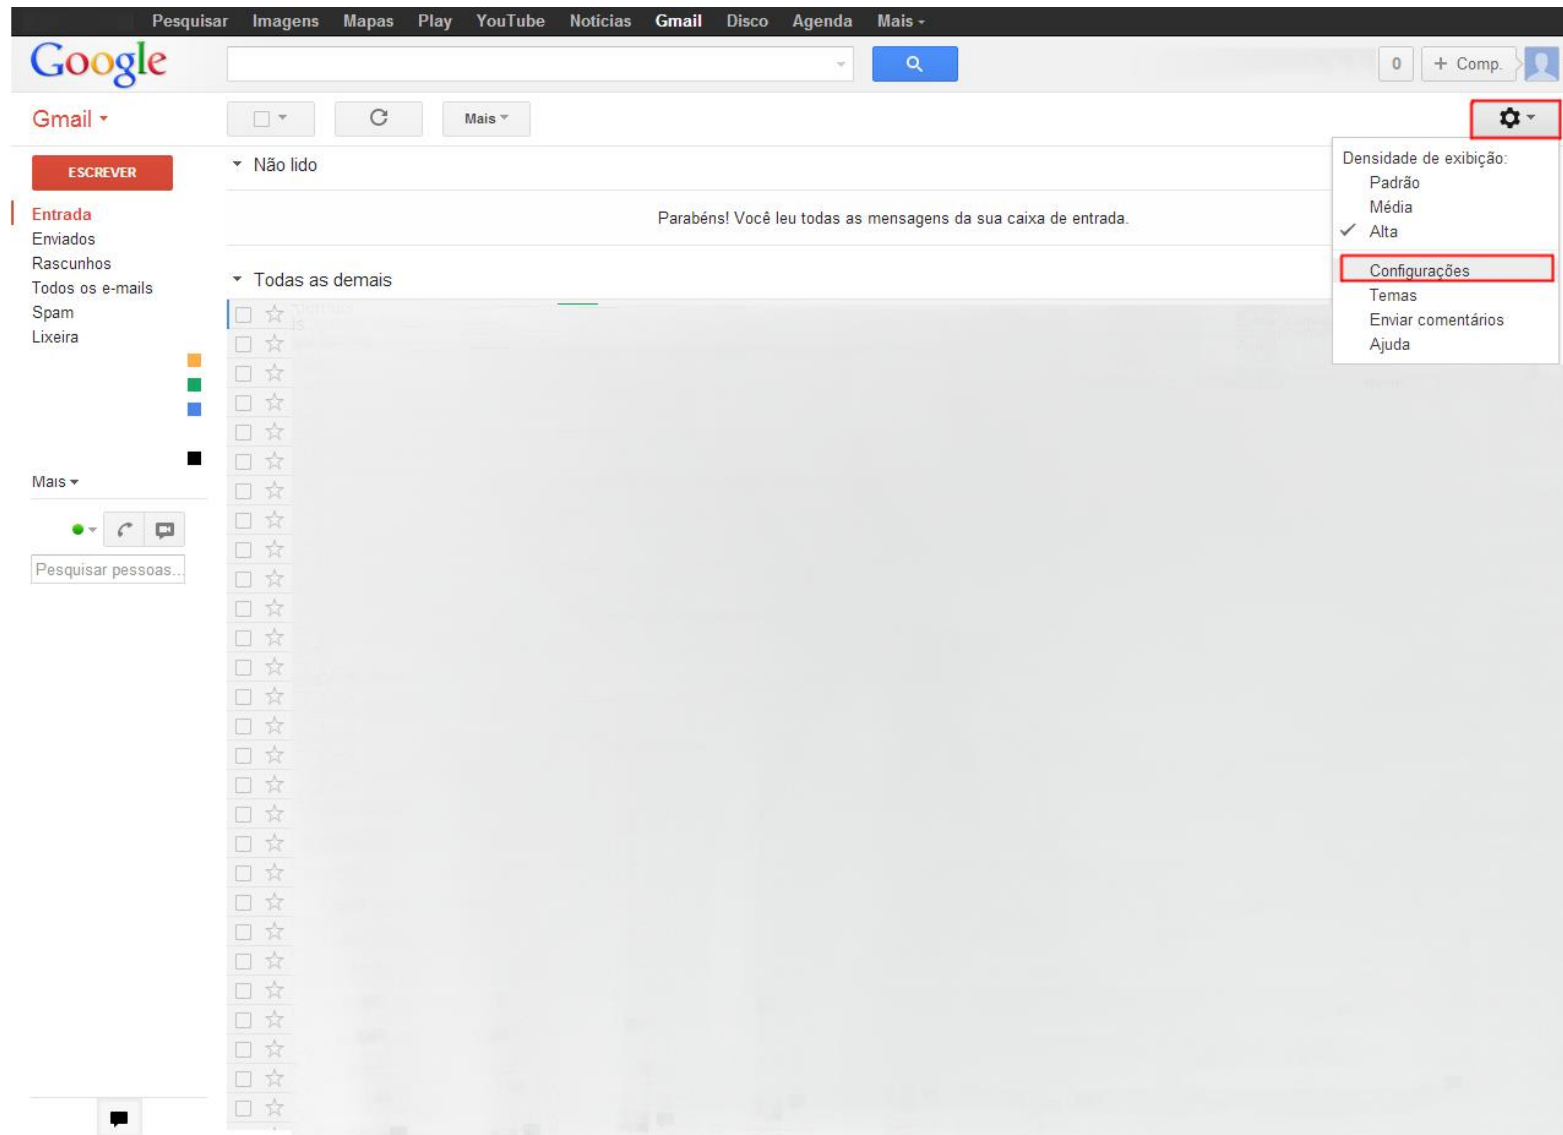 Pesquisar Imagens Mapas Play YouTube Notícias Gmail Disco Agenda Mais
Google
0 + Comp.
Gmail
Mais
ESCREVER
Não lido
Densidade de exibição:
Padrão
Média
Alta
Configurações
Temas
Enviar comentários
Ajuda
Parabéns! Você leu todas as mensagens da sua caixa de entrada.
Todas as demais
Entrada
Enviados
Rascunhos
Todos os e-mails
Spam
Lixeira
Mais
Pesquisar pessoas...